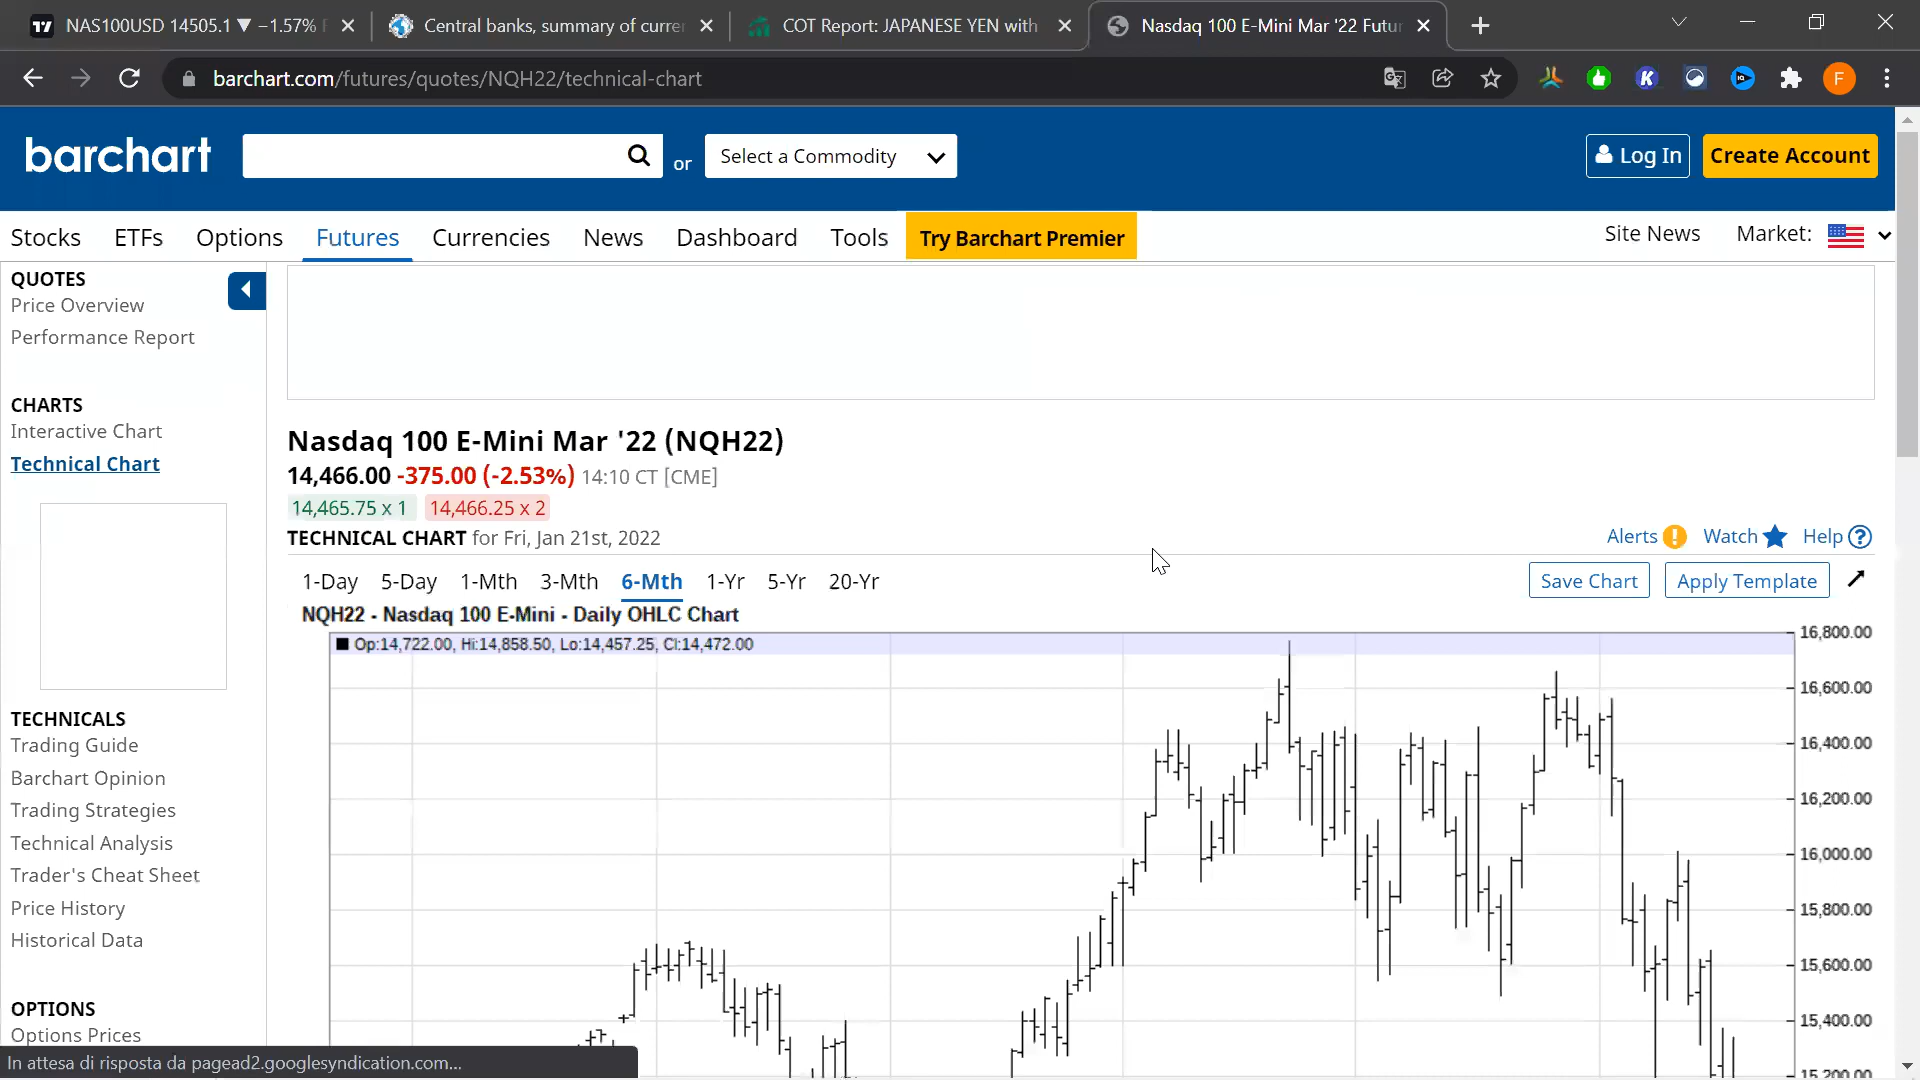 NAS100USD 14505.1 ▼ −1.57%
Central banks, summary of curre
COT Report: JAPANESE YEN with
Nasdaq 100 E-Mini Mar '22 Futur
barchart.com/futures/quotes/NQH22/technical-chart
F
barchart
or
Select a Commodity
Log In
Create Account
Stocks
ETFs
Options
Futures
Currencies
News
Dashboard
Tools
Try Barchart Premier
Site News
Market:
QUOTES
Price Overview
Performance Report
CHARTS
Interactive Chart
Technical Chart
TECHNICALS
Trading Guide
Barchart Opinion
Trading Strategies
Technical Analysis
Trader's Cheat Sheet
Price History
Historical Data
OPTIONS
Options Prices
Nasdaq 100 E-Mini Mar '22 (NQH22)
14,466.00 -375.00 (-2.53%) 14:10 CT [CME]
14,465.75 x 1 14,466.25 x 2
TECHNICAL CHART for Fri, Jan 21st, 2022
Alerts
Watch
Help
1-Day 5-Day 1-Mth 3-Mth 6-Mth 1-Yr 5-Yr 20-Yr
Save Chart
Apply Template
NQH22 - Nasdaq 100 E-Mini - Daily OHLC Chart
Op:14,722.00, Hi:14,858.50, Lo:14,457.25, Cl:14,472.00
16,800.00
16,600.00
16,400.00
16,200.00
16,000.00
15,800.00
15,600.00
15,400.00
15,200.00
In attesa di risposta da pagead2.googlesyndication.com...